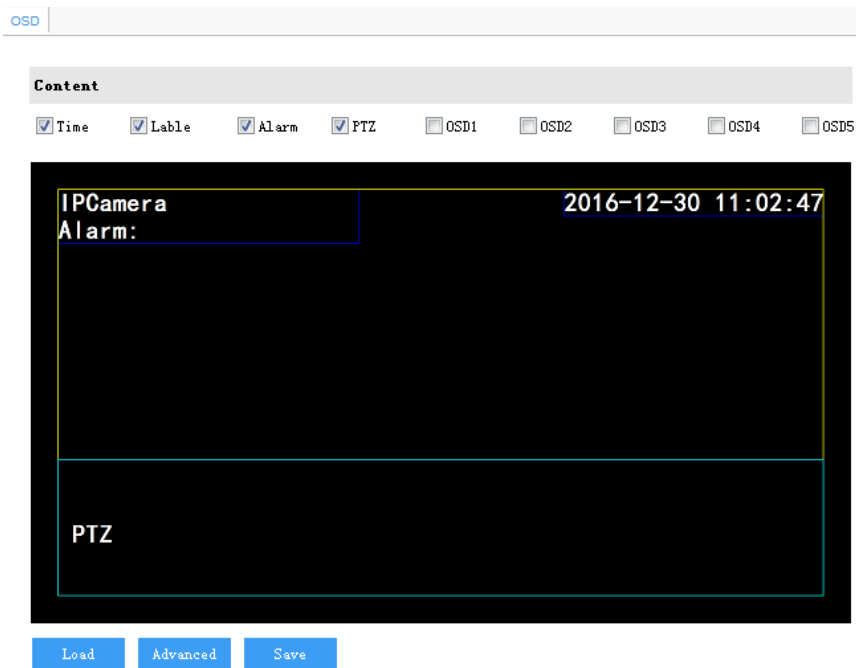 OSD
Content
Time Lable Alarm PTZ OSD1 OSD2 OSD3 OSD4 OSD5
IPCamera 2016-12-30 11:02:47
Alarm:
PTZ
Load Advanced Save